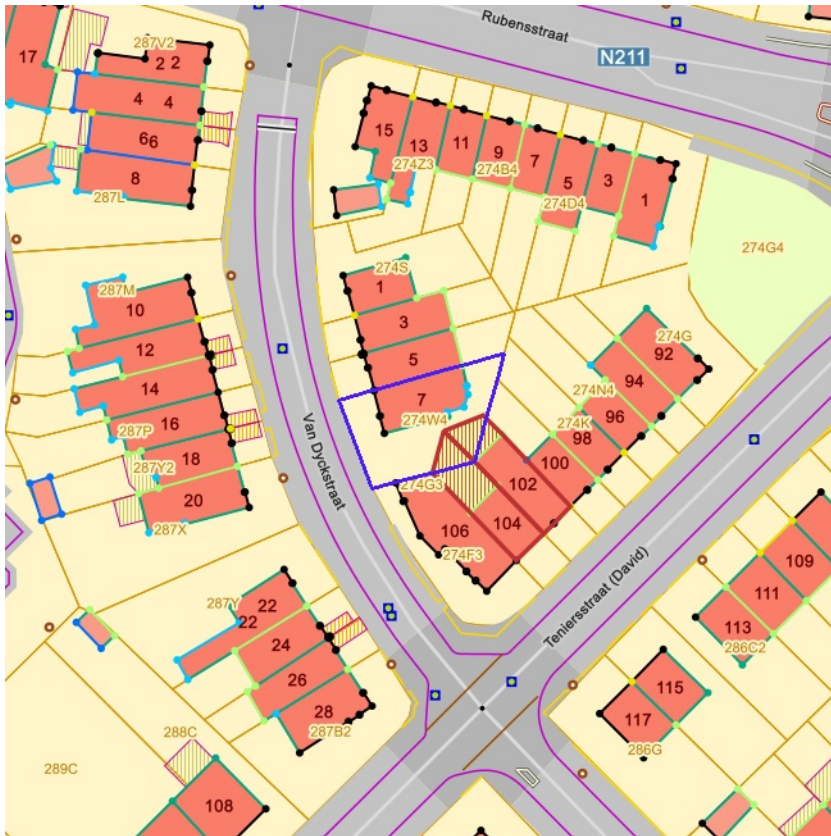 Rubensstraat
N211
17
287V2
2 2
4 4
66
8
287L
15
13
11
9
7
5
3
1
274Z3
274B4
274D4
274G4
274S
1
3
5
7
274W4
287M
10
12
14
16
287P
18
287Y2
20
287X
Van Dyckstraat
274G
92
94
274N4
96
274K
98
100
102
104
106
274G3
274F3
Teniersstraat (David)
109
111
113
286C2
115
117
286G
287Y
22
22
24
26
28
287B2
288C
289C
108